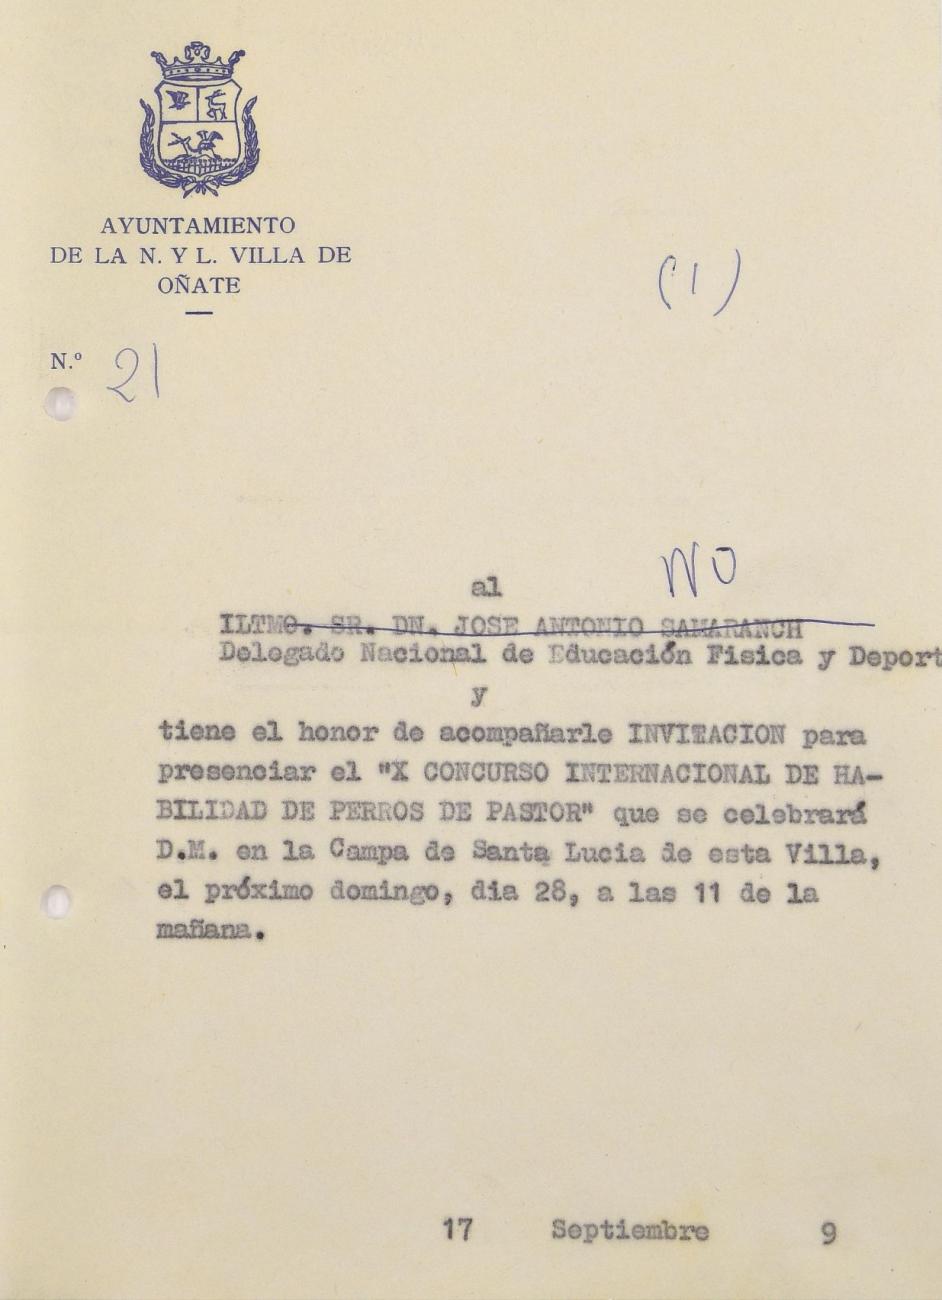 AYUNTAMIENTO
DE LA N. Y L. VILLA DE
OÑATE
(1)
N.º 21
NO
al
ILTMO. SR. DN. JOSE ANTONIO SAMARANCH
Delegado Nacional de Educación Fisica y Deport
y
tiene el honor de acompañarle INVITACION para
presenciar el "X CONCURSO INTERNACIONAL DE HA-
BILIDAD DE PERROS DE PASTOR" que se celebrará
D.M. en la Campa de Santa Lucia de esta Villa,
el próximo domingo, dia 28, a las 11 de la
mañana.
17 Septiembre 9